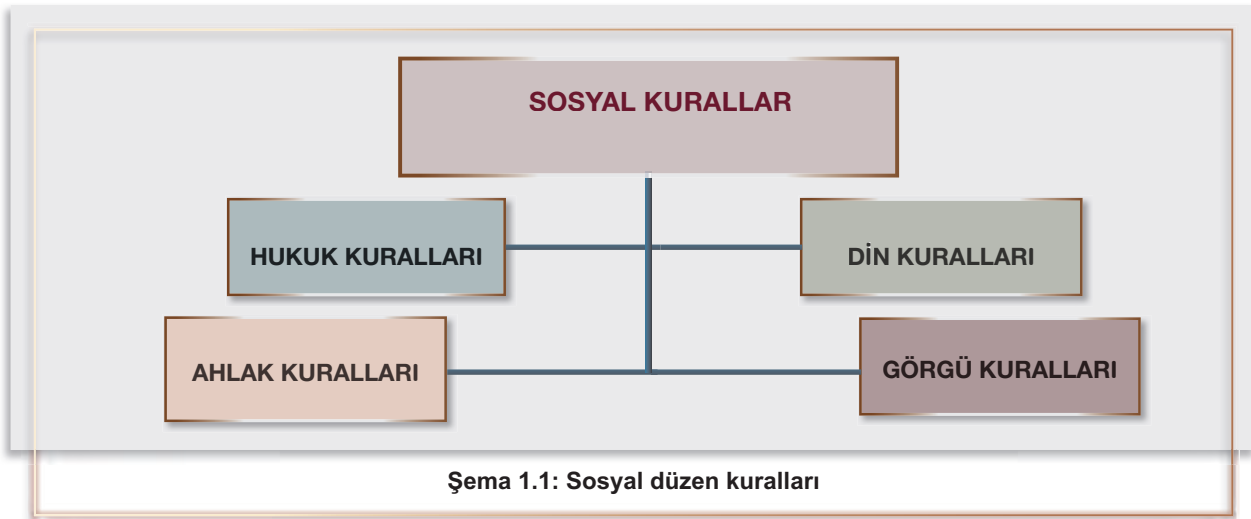 SOSYAL KURALLAR
HUKUK KURALLARI
DİN KURALLARI
AHLAK KURALLARI
GÖRGÜ KURALLARI
Şema 1.1: Sosyal düzen kuralları